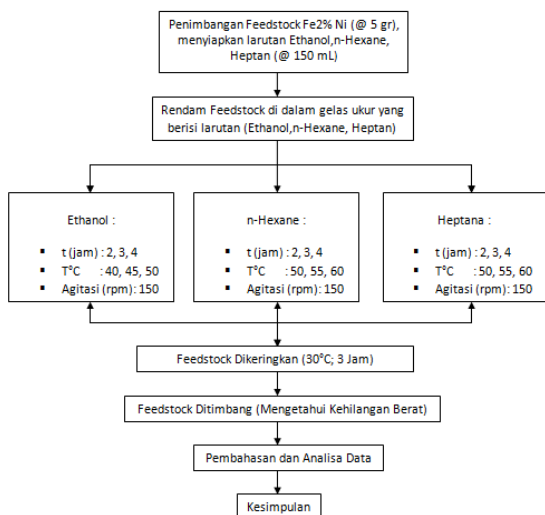 Penimbangan Feedstock Fe2% Ni (@ 5 gr),
menyiapkan larutan Ethanol,n-Hexane,
Heptan (@ 150 mL)
Rendam Feedstock di dalam gelas ukur yang
berisi larutan (Ethanol,n-Hexane, Heptan)
Ethanol :
▪ t (jam) : 2, 3, 4
▪ T°C : 40, 45, 50
▪ Agitasi (rpm) : 150
n-Hexane :
▪ t (jam) : 2, 3, 4
▪ T°C : 50, 55, 60
▪ Agitasi (rpm) : 150
Heptana :
▪ t (jam) : 2, 3, 4
▪ T°C : 50, 55, 60
▪ Agitasi (rpm) : 150
Feedstock Dikeringkan (30°C; 3 Jam)
Feedstock Ditimbang (Mengetahui Kehilangan Berat)
Pembahasan dan Analisa Data
Kesimpulan